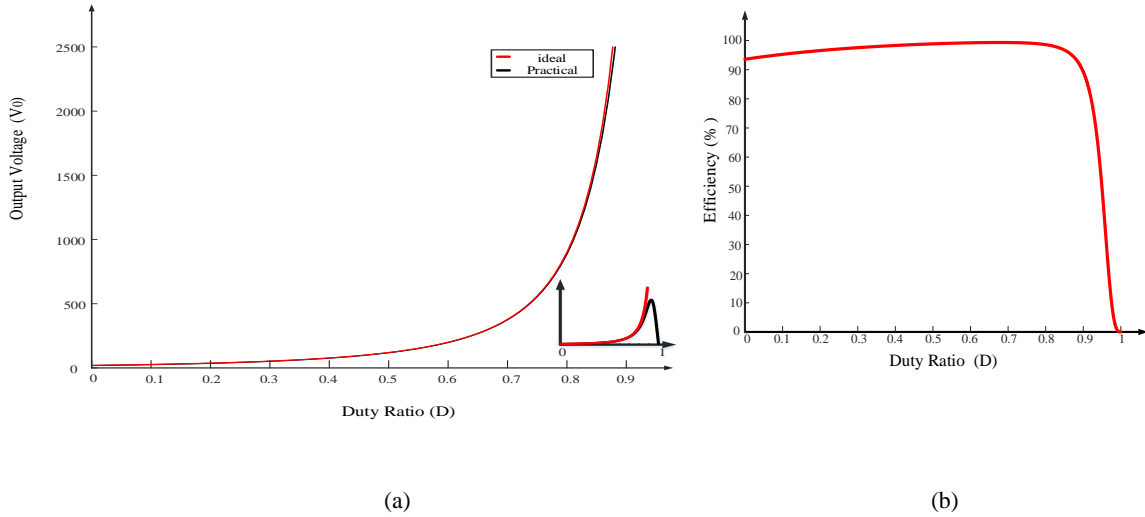 2500
2000
1500
1000
500
0
Output Voltage (V0)
ideal
Practical
0 1
0 0.1 0.2 0.3 0.4 0.5 0.6 0.7 0.8 0.9
Duty Ratio (D)
(a)
100
90
80
70
60
50
40
30
20
10
0
Efficiency (%)
0 0.1 0.2 0.3 0.4 0.5 0.6 0.7 0.8 0.9 1
Duty Ratio (D)
(b)